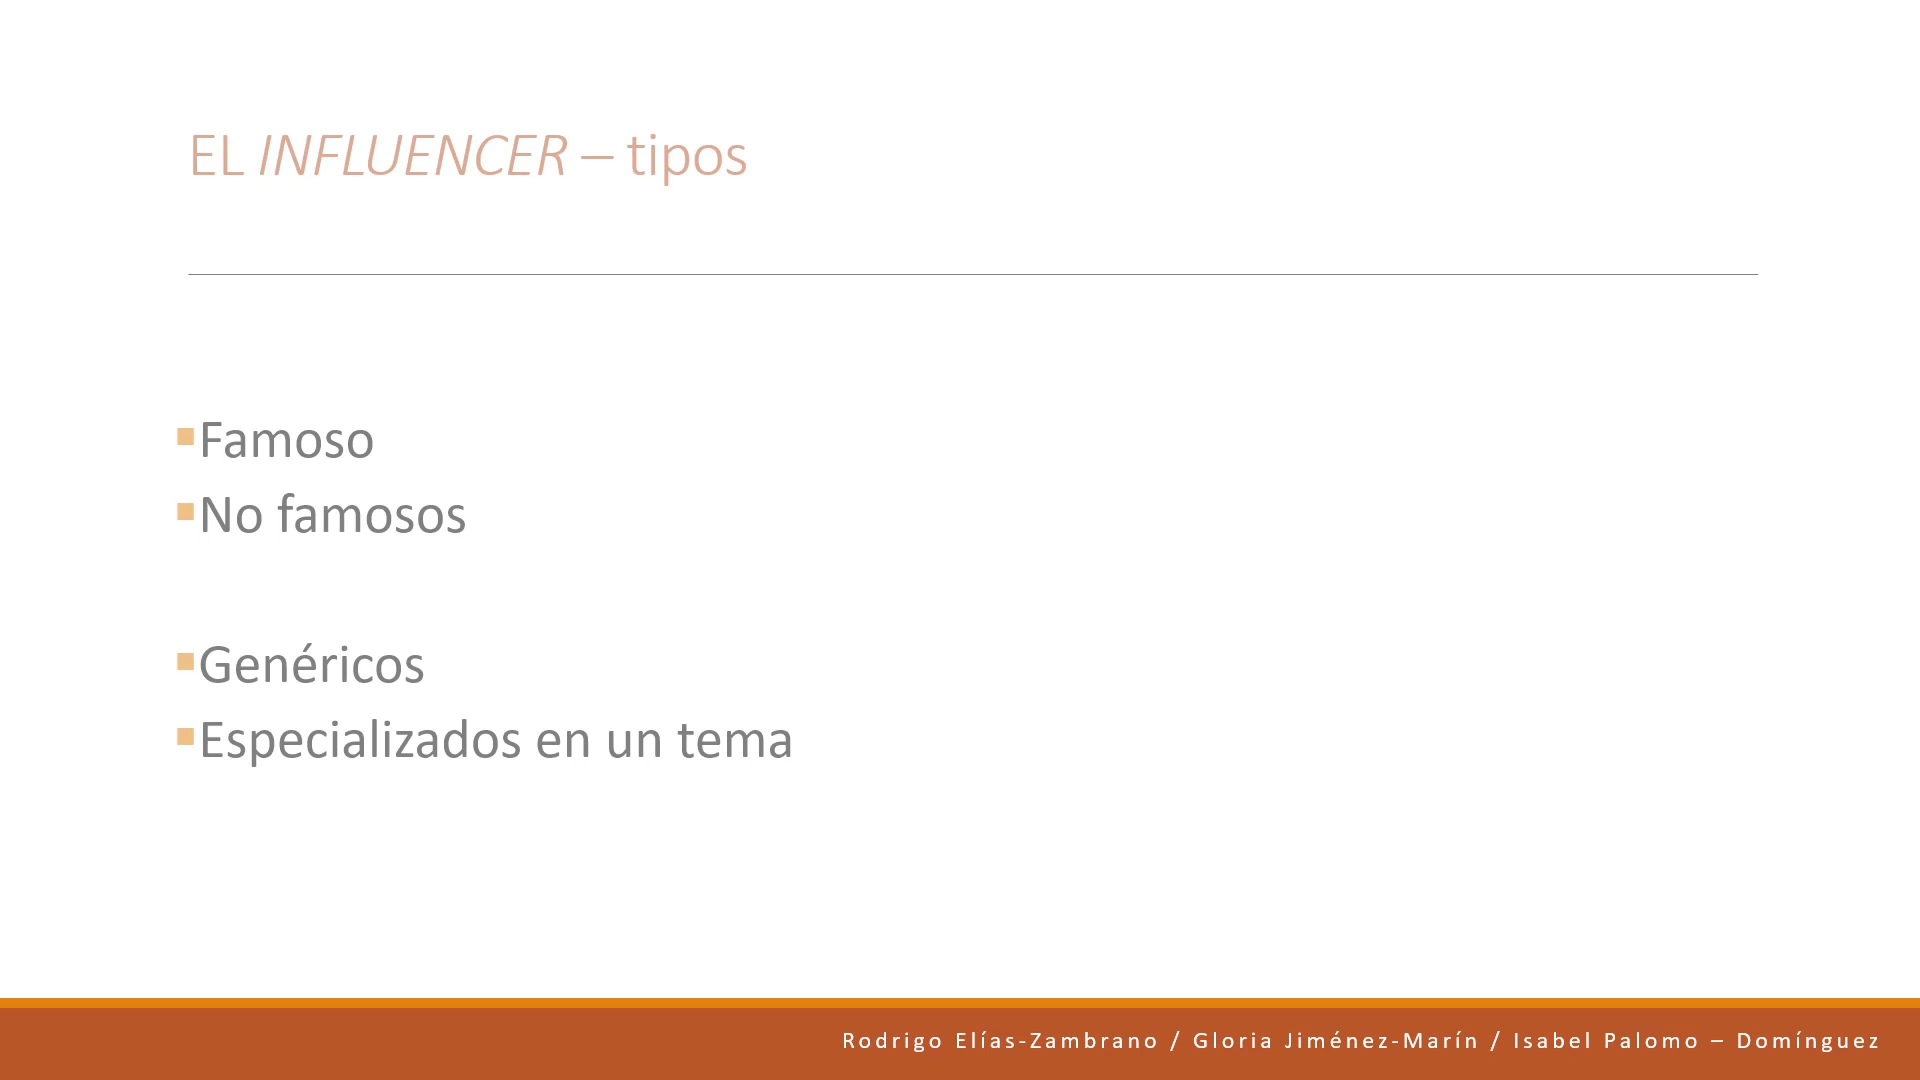 EL INFLUENCER – tipos
Famoso
No famosos
Genéricos
Especializados en un tema
Rodrigo Elías-Zambrano / Gloria Jiménez-Marín / Isabel Palomo – Domínguez